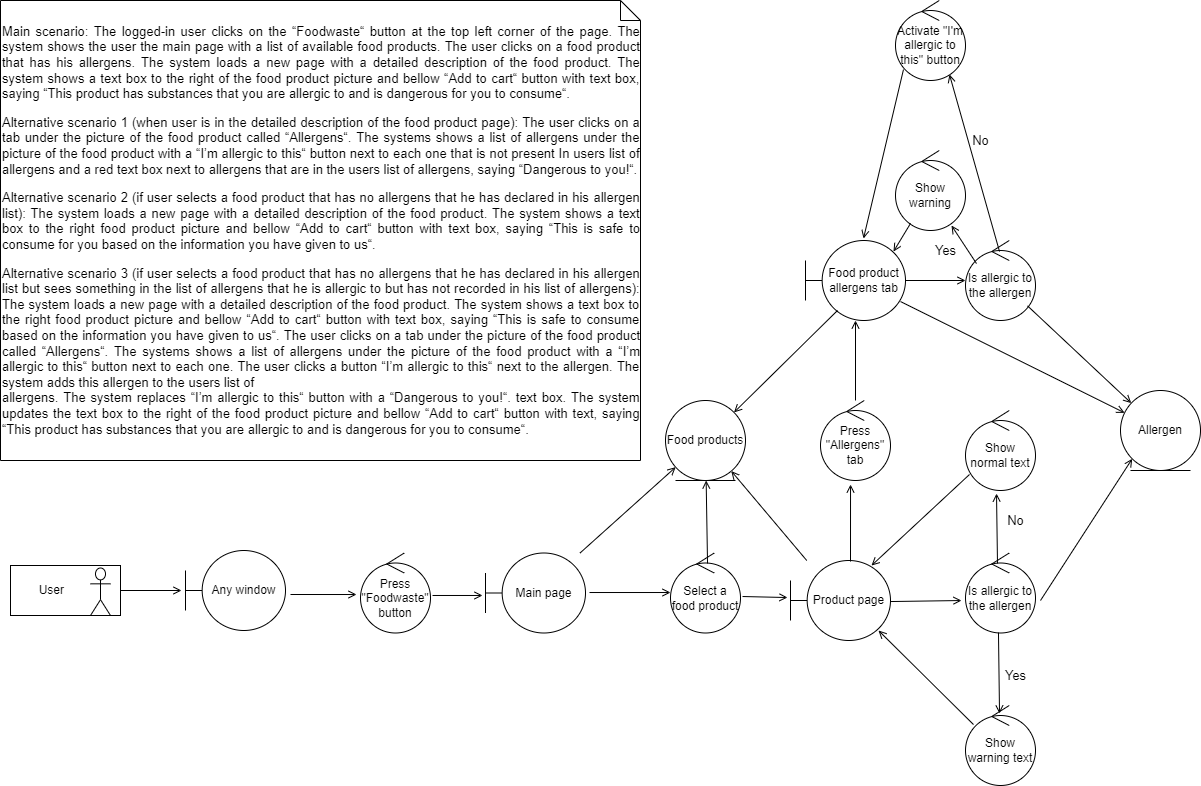 Main scenario: The logged-in user clicks on the “Foodwaste“ button at the top left corner of the page. The
system shows the user the main page with a list of available food products. The user clicks on a food product
that has his allergens. The system loads a new page with a detailed description of the food product. The
system shows a text box to the right of the food product picture and bellow “Add to cart“ button with text box,
saying “This product has substances that you are allergic to and is dangerous for you to consume“.
Alternative scenario 1 (when user is in the detailed description of the food product page): The user clicks on a
tab under the picture of the food product called “Allergens“. The systems shows a list of allergens under the
picture of the food product with a “I’m allergic to this“ button next to each one that is not present In users list of
allergens and a red text box next to allergens that are in the users list of allergens, saying “Dangerous to you!“.
Alternative scenario 2 (if user selects a food product that has no allergens that he has declared in his allergen
list): The system loads a new page with a detailed description of the food product. The system shows a text
box to the right food product picture and bellow “Add to cart“ button with text box, saying “This is safe to
consume for you based on the information you have given to us“.
Alternative scenario 3 (if user selects a food product that has no allergens that he has declared in his allergen
list but sees something in the list of allergens that he is allergic to but has not recorded in his list of allergens):
The system loads a new page with a detailed description of the food product. The system shows a text box to
the right food product picture and bellow “Add to cart“ button with text box, saying “This is safe to consume
based on the information you have given to us“. The user clicks on a tab under the picture of the food product
called “Allergens“. The systems shows a list of allergens under the picture of the food product with a “I’m
allergic to this“ button next to each one. The user clicks a button “I’m allergic to this“ next to the allergen. The
system adds this allergen to the users list of
allergens. The system replaces “I’m allergic to this“ button with a “Dangerous to you!“. text box. The system
updates the text box to the right of the food product picture and bellow “Add to cart“ button with text, saying
“This product has substances that you are allergic to and is dangerous for you to consume“.
Activate "I'm
allergic to
this" button
No
Show
warning
Yes
Food product
allergens tab
Is allergic to
the allergen
Food products
Press
"Allergens"
tab
Show
normal text
Allergen
No
User
Any window
Press
"Foodwaste"
button
Main page
Select a
food product
Product page
Is allergic to
the allergen
Yes
Show
warning text